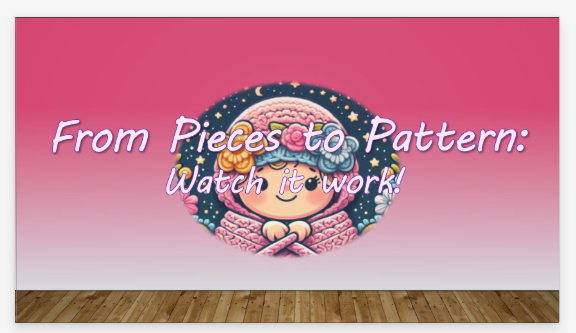 From Pieces to Pattern:
Watch it work!